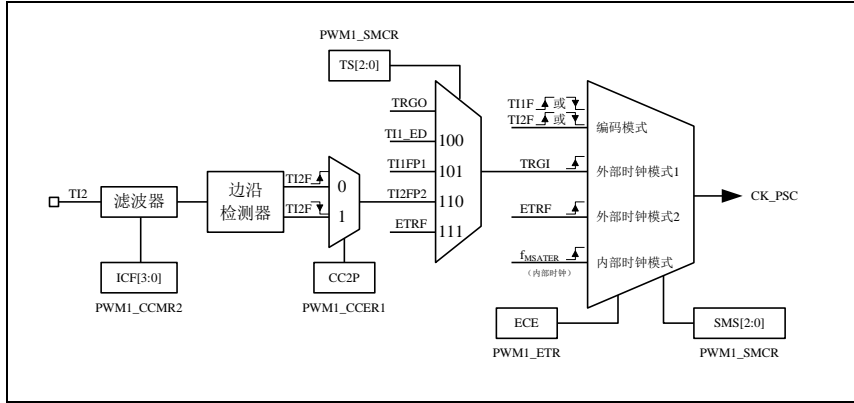 PWM1_SMCR
TS[2:0]
TRGO
TI1_ED
100
TI1FP1
101
TI2FP2
110
ETRF
111
TI1F 或
TI2F 或
编码模式
TRGI
外部时钟模式1
ETRF
外部时钟模式2
fMSATER
(内部时钟)
内部时钟模式
CK_PSC
TI2
滤波器
边沿
检测器
TI2F
0
TI2F
1
ICF[3:0]
PWM1_CCMR2
CC2P
PWM1_CCER1
ECE
PWM1_ETR
SMS[2:0]
PWM1_SMCR